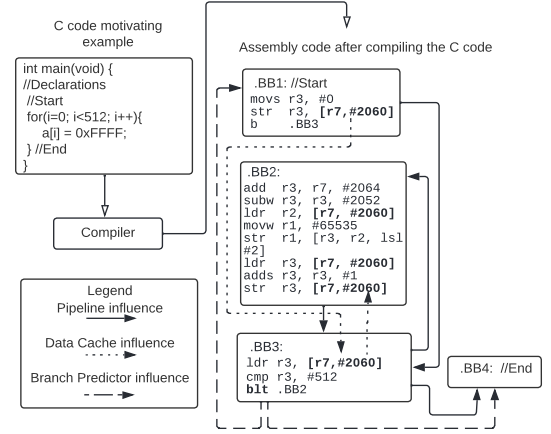 C code motivating
example
int main(void) {
//Declarations
//Start
for(i=0; i<512; i++){
a[i] = 0xFFFF;
} //End
}
Compiler
Legend
Pipeline influence
Data Cache influence
Branch Predictor influence
Assembly code after compiling the C code
.BB1: //Start
movs r3, #0
str r3, [r7,#2060]
b .BB3
.BB2:
add r3, r7, #2064
subw r3, r3, #2052
ldr r2, [r7, #2060]
movw r1, #65535
str r1, [r3, r2, lsl
#2]
ldr r3, [r7, #2060]
adds r3, r3, #1
str r3, [r7,#2060]
.BB3:
ldr r3, [r7,#2060]
cmp r3, #512
blt .BB2
.BB4: //End